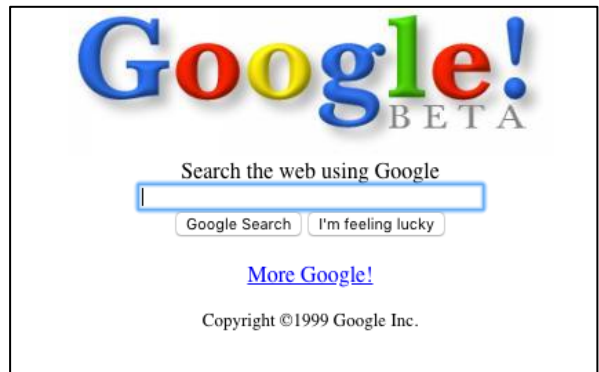 Google!
BETA
Search the web using Google
Google Search I'm feeling lucky
More Google!
Copyright ©1999 Google Inc.